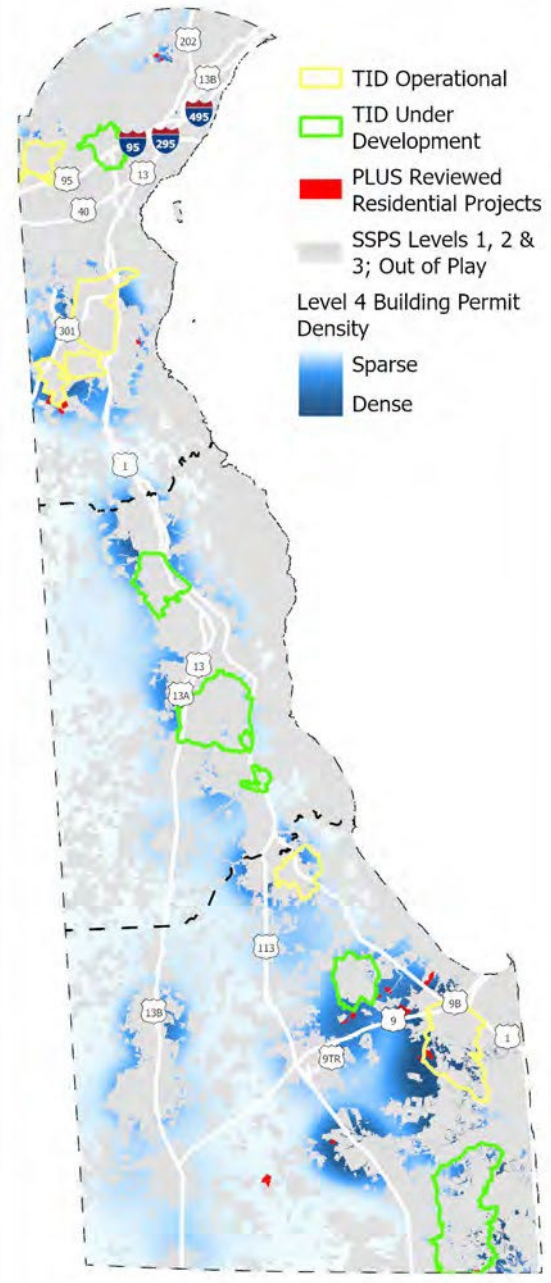 202
13B
495
95
295
13
95
40
TID Operational
TID Under
Development
PLUS Reviewed
Residential Projects
SSPS Levels 1, 2 &
3; Out of Play
Level 4 Building Permit
Density
Sparse
Dense
301
1
13
13A
113
13B
9B
9
1
9TR